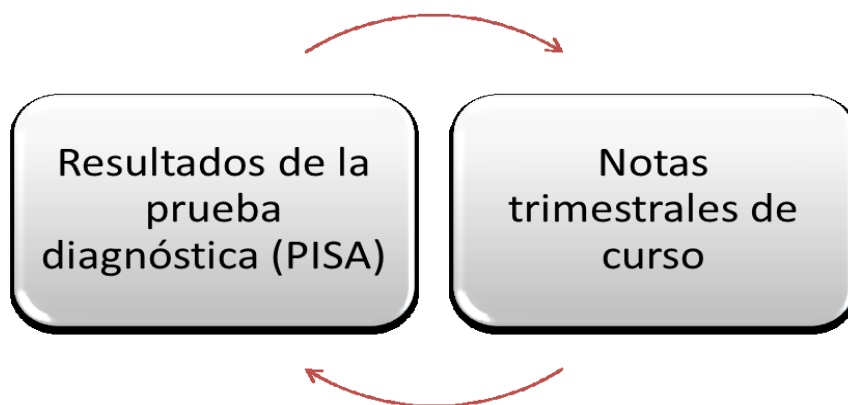 Resultados de la
prueba
diagnóstica (PISA)
Notas
trimestrales de
curso